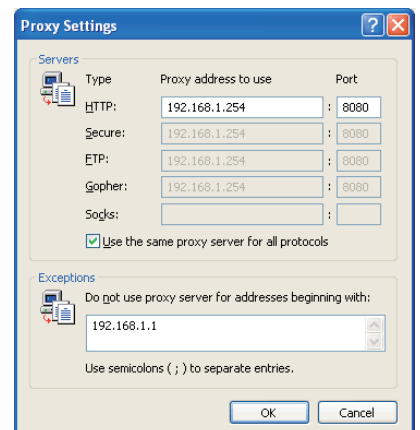 Proxy Settings
Servers
Type Proxy address to use Port
HTTP: 192.168.1.254 : 8080
Secure: 192.168.1.254 : 8080
FTP: 192.168.1.254 : 8080
Gopher: 192.168.1.254 : 8080
Socks: :
Use the same proxy server for all protocols
Exceptions
Do not use proxy server for addresses beginning with:
192.168.1.1
Use semicolons ( ; ) to separate entries.
OK Cancel